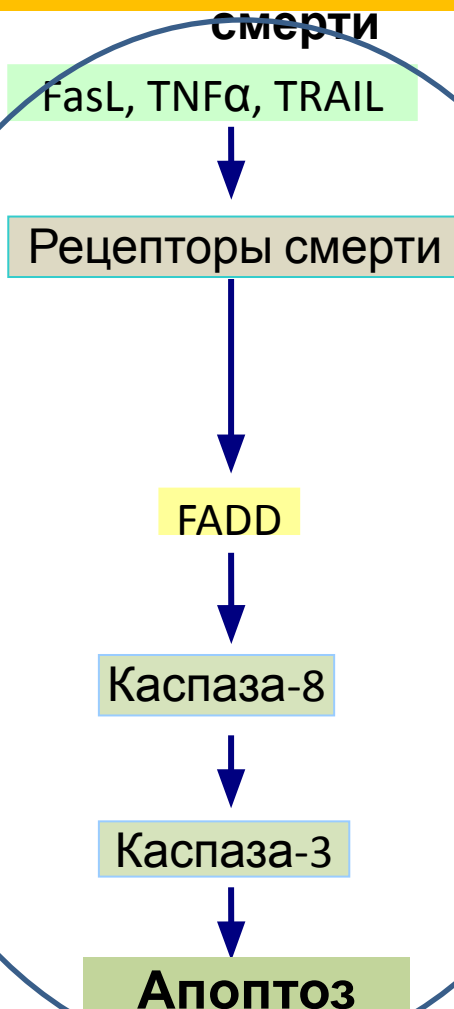 смерти
FasL, TNFα, TRAIL
Рецепторы смерти
FADD
Каспаза-8
Каспаза-3
Апоптоз